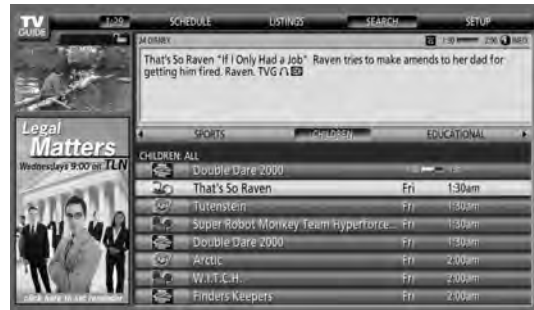 TV GUIDE
1:29
SCHEDULE LISTINGS SEARCH SETUP
34 DISNEY
1:30 2:00 INFO
That's So Raven "If I Only Had a Job" Raven tries to make amends to her dad for
getting him fired. Raven. TVG
SPORTS CHILDREN EDUCATIONAL
CHILDREN: ALL
Double Dare 2000
That's So Raven Fri 1:30am
Tutenstein Fri 1:30am
Super Robot Monkey Team Hyperforce... Fri 1:30am
Double Dare 2000 Fri 1:30am
Arctic Fri 2:00am
W.I.T.C.H. Fri 2:00am
Finders Keepers Fri 2:00am
Legal
Matters
Wednesdays 9:00 on TLN
click here to set reminder